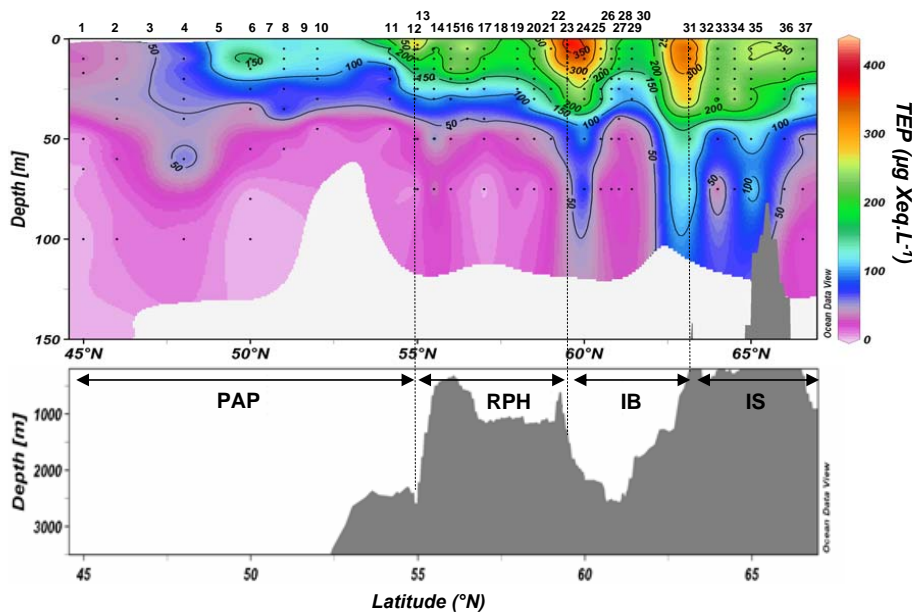 13 22 26 28
1 2 3 4 5 6 7 8 9 10 11 12 14 15 16 17 18 19 20 21 23 24 25 27 29 30 31 32 33 34 35 36 37
0
50
100
150
Depth [m]
50 150 100 50 50 150 200 100 50 350 300 200 150 100 50 200 150 50 300 200 100 50 100 250
45°N 50°N 55°N 60°N 65°N
Ocean Data View
400
300
200
100
0
TEP (µg Xeq.L-1)
PAP RPH IB IS
1000
2000
3000
Depth [m]
Ocean Data View
45 50 55 60 65
Latitude (°N)